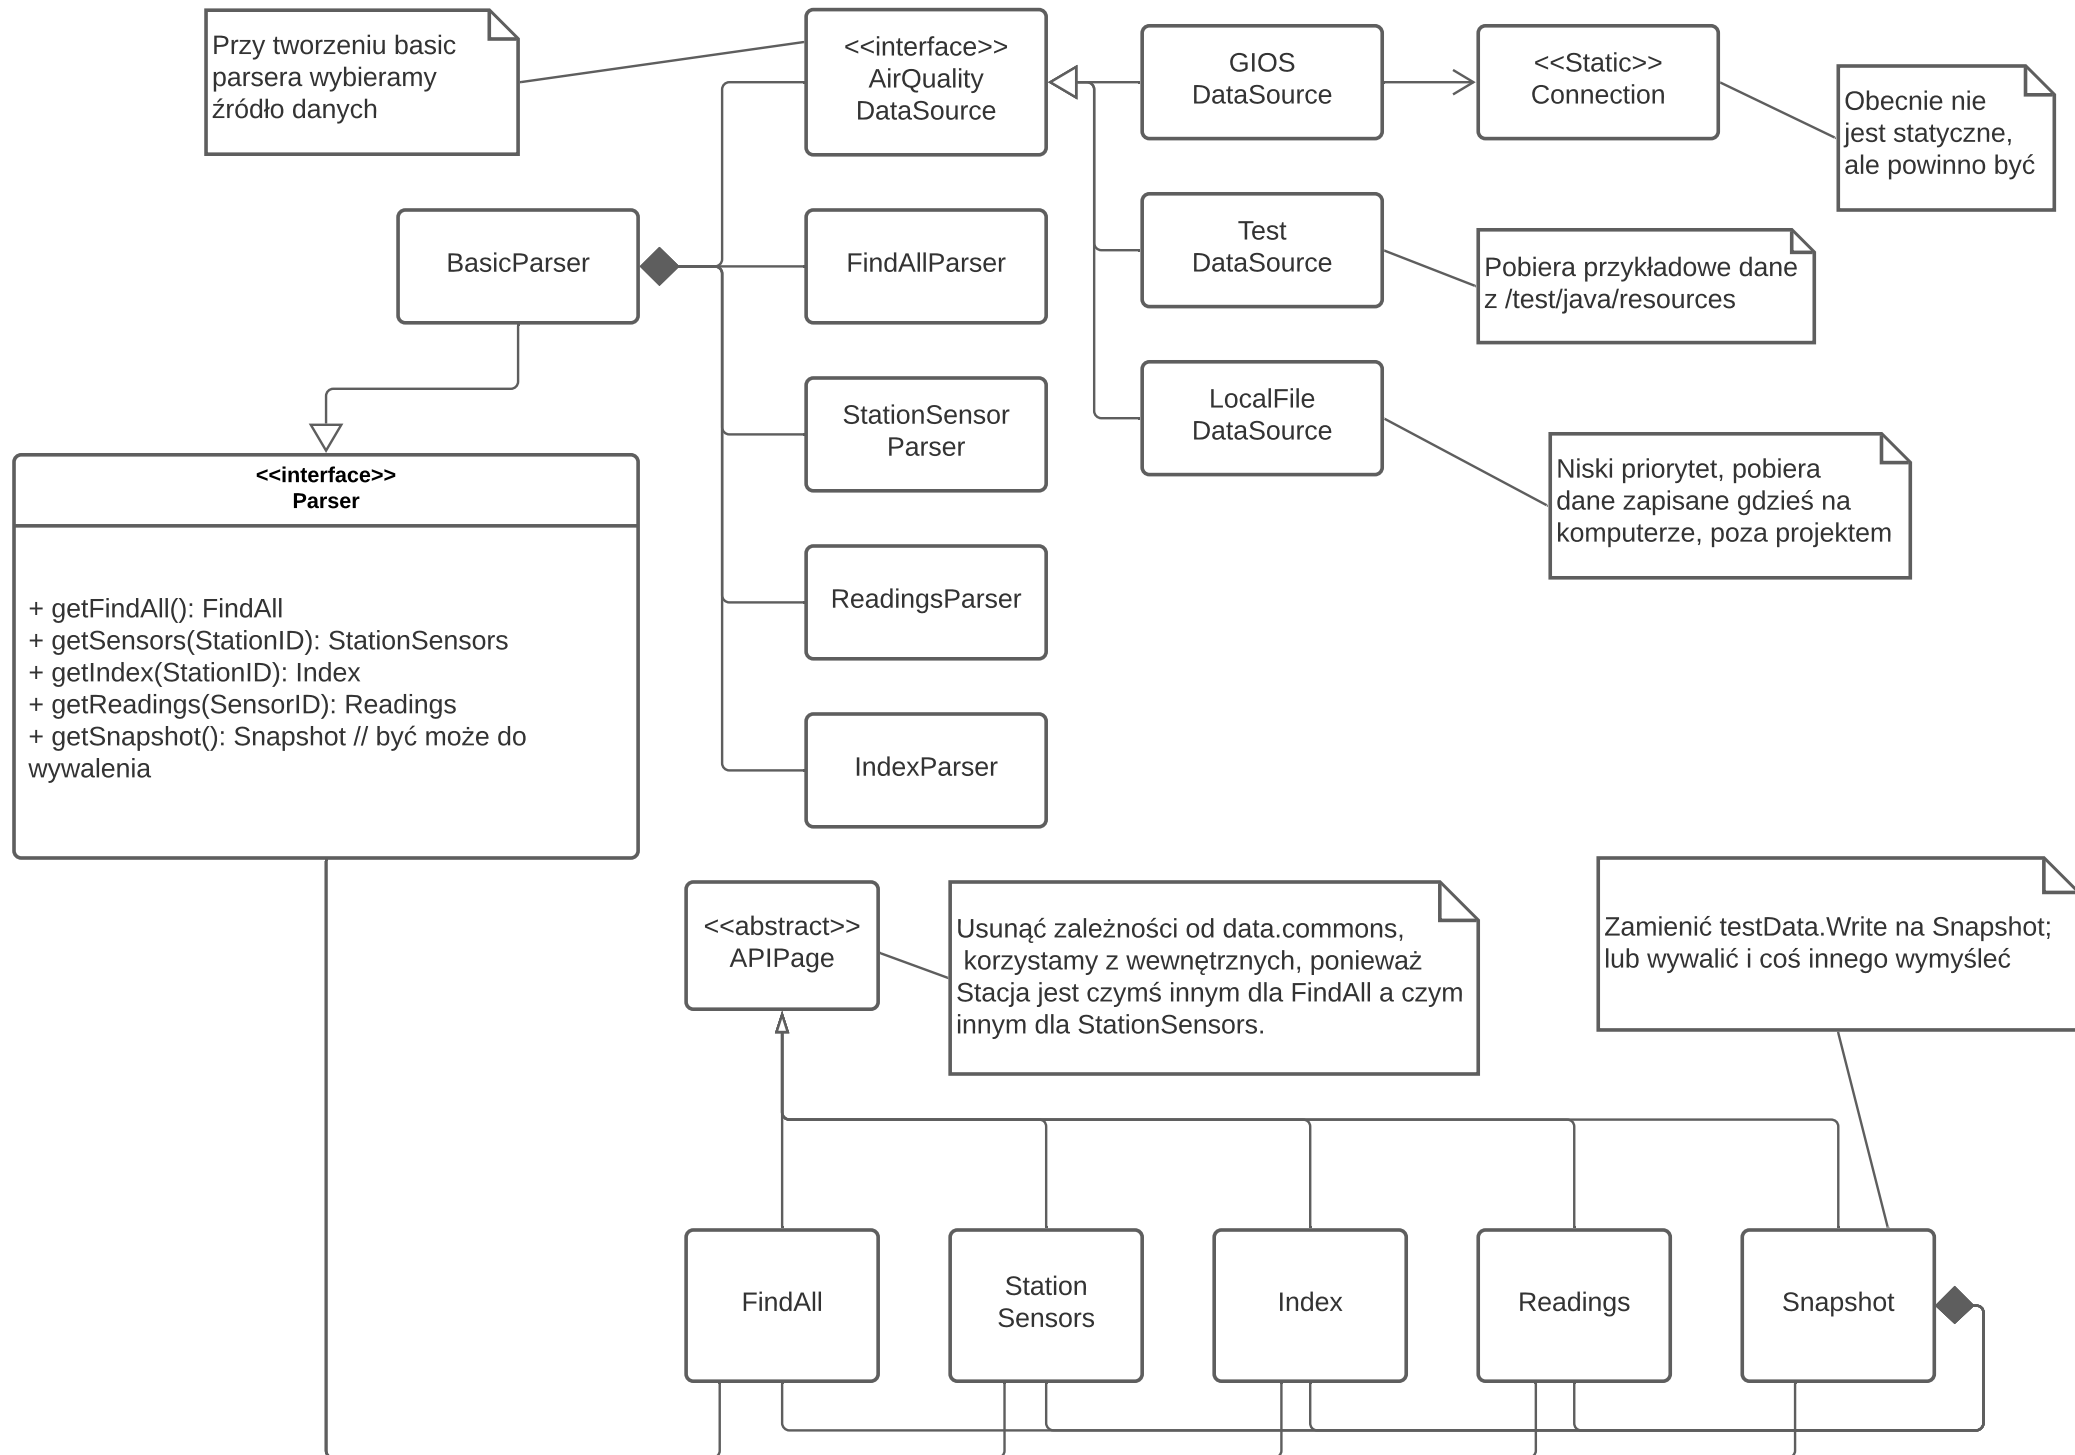 Przy tworzeniu basic
parsera wybieramy
źródło danych
<<interface>>
AirQuality
DataSource
GIOS
DataSource
<<Static>>
Connection
Obecnie nie
jest statyczne,
ale powinno być
BasicParser
FindAllParser
Test
DataSource
Pobiera przykładowe dane
z /test/java/resources
StationSensor
Parser
LocalFile
DataSource
Niski priorytet, pobiera
dane zapisane gdzieś na
komputerze, poza projektem
<<interface>>
Parser
+ getFindAll(): FindAll
+ getSensors(StationID): StationSensors
+ getIndex(StationID): Index
+ getReadings(SensorID): Readings
+ getSnapshot(): Snapshot // być może do
wywalenia
ReadingsParser
IndexParser
<<abstract>>
APIPage
Usunąć zależności od data.commons,
korzystamy z wewnętrznych, ponieważ
Stacja jest czymś innym dla FindAll a czym
innym dla StationSensors.
Zamienić testData.Write na Snapshot;
lub wywalić i coś innego wymyśleć
FindAll
Station
Sensors
Index
Readings
Snapshot